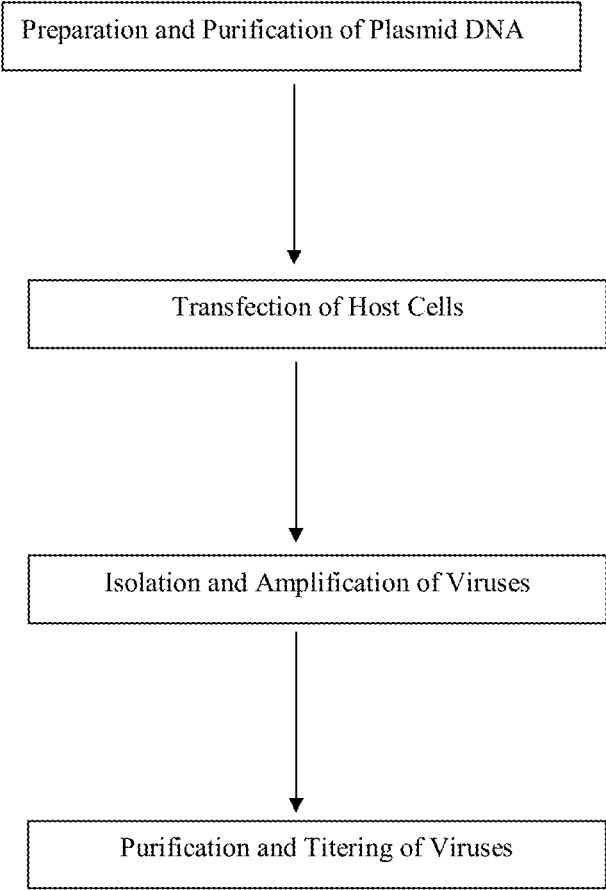 Preparation and Purification of Plasmid DNA
Transfection of Host Cells
Isolation and Amplification of Viruses
Purification and Titering of Viruses